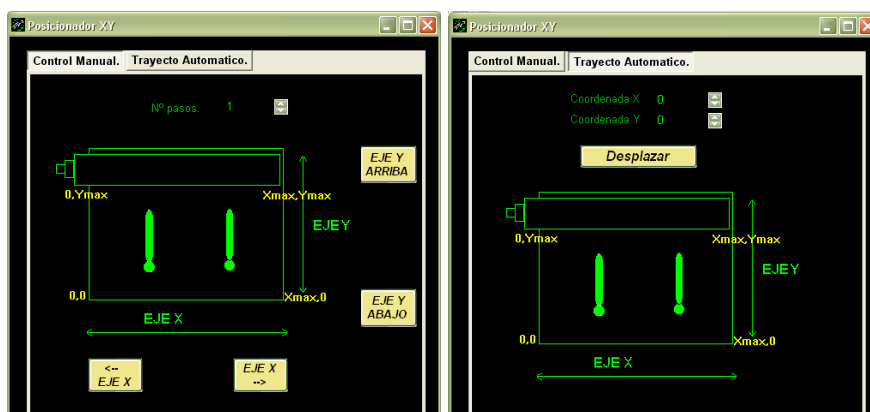 Posicionador XY
Control Manual. Trayecto Automatico.
Nº pasos. 1
EJE Y
ARRIBA
0,Ymax Xmax,Ymax
EJE Y
0,0 Xmax,0
EJE Y
ABAJO
EJE X
<--
EJE X
EJE X
-->
Posicionador XY
Control Manual. Trayecto Automatico.
Coordenada X 0
Coordenada Y 0
Desplazar
0,Ymax Xmax,Ymax
EJE Y
0,0 Xmax,0
EJE X